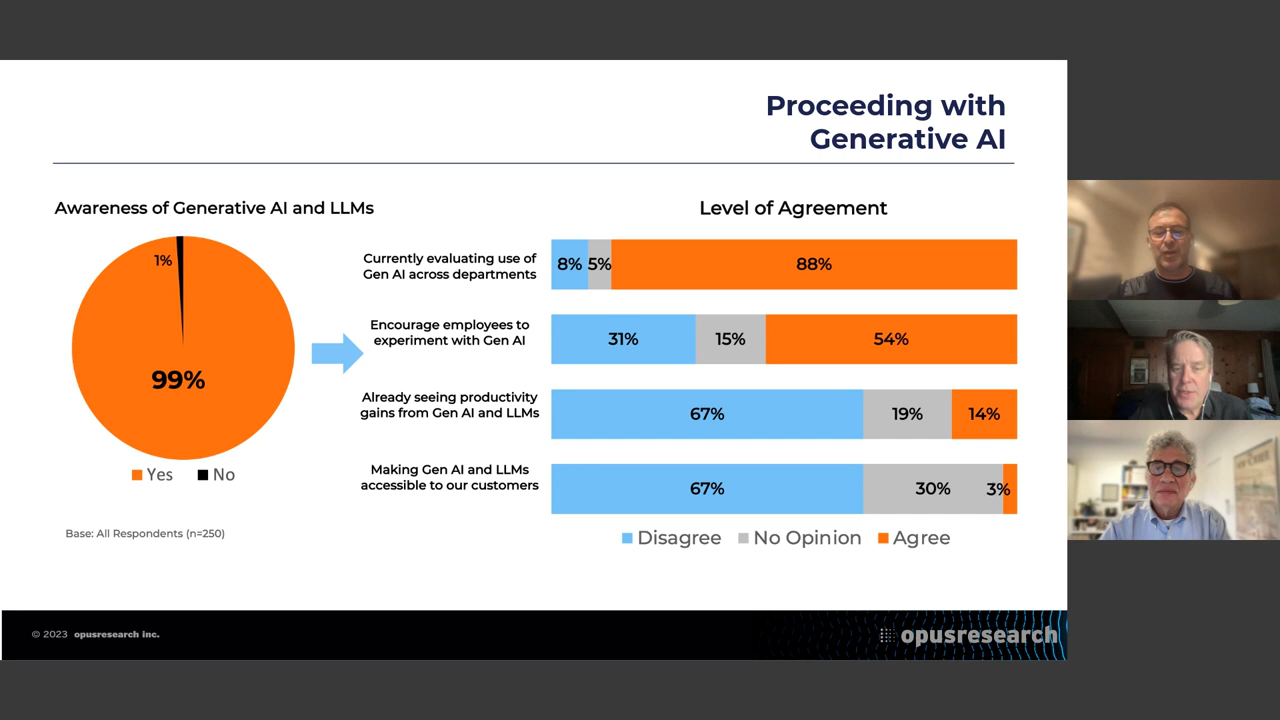 Proceeding with
Generative AI
Awareness of Generative AI and LLMs
1%
99%
Yes No
Base: All Respondents (n=250)
Level of Agreement
Currently evaluating use of
Gen AI across departments
8% 5% 88%
Encourage employees to
experiment with Gen AI
31% 15% 54%
Already seeing productivity
gains from Gen AI and LLMs
67% 19% 14%
Making Gen AI and LLMs
accessible to our customers
67% 30% 3%
Disagree No Opinion Agree
© 2023 opusresearch inc.
opusresearch